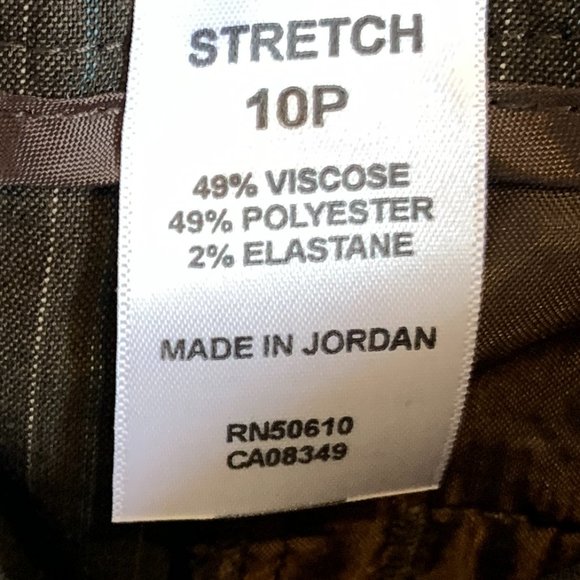 STRETCH
10P
49% VISCOSE
49% POLYESTER
2% ELASTANE
MADE IN JORDAN
RN50610
CA08349